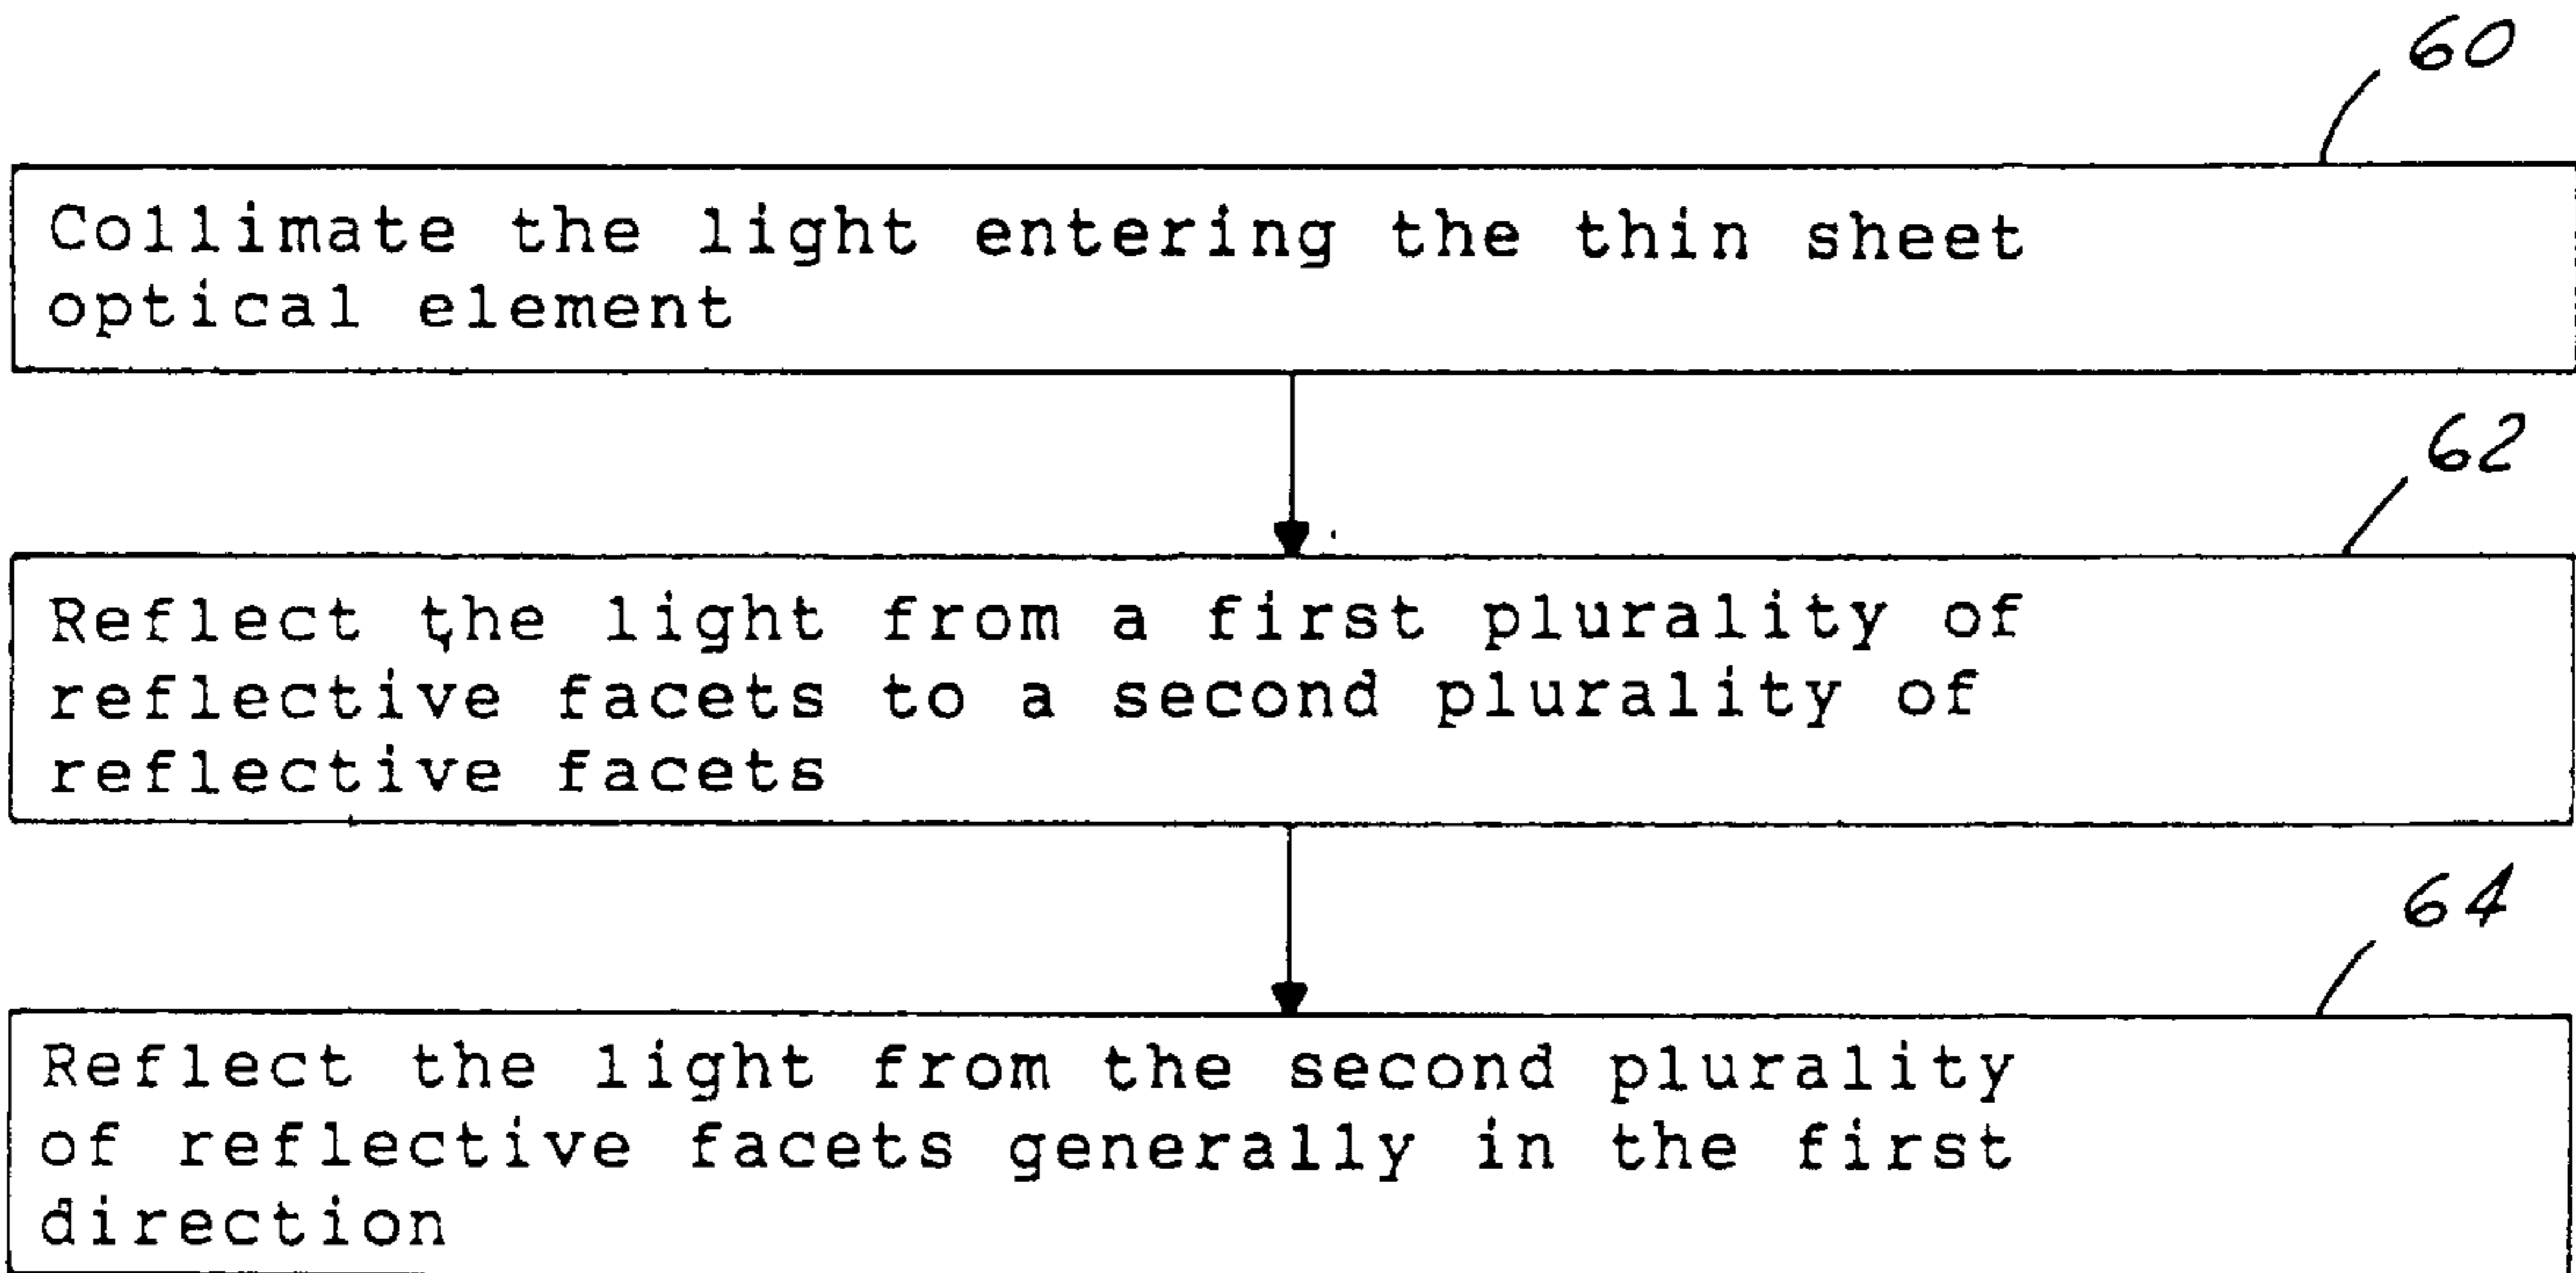 60
Collimate the light entering the thin sheet
optical element
62
Reflect the light from a first plurality of
reflective facets to a second plurality of
reflective facets
64
Reflect the light from the second plurality
of reflective facets generally in the first
direction